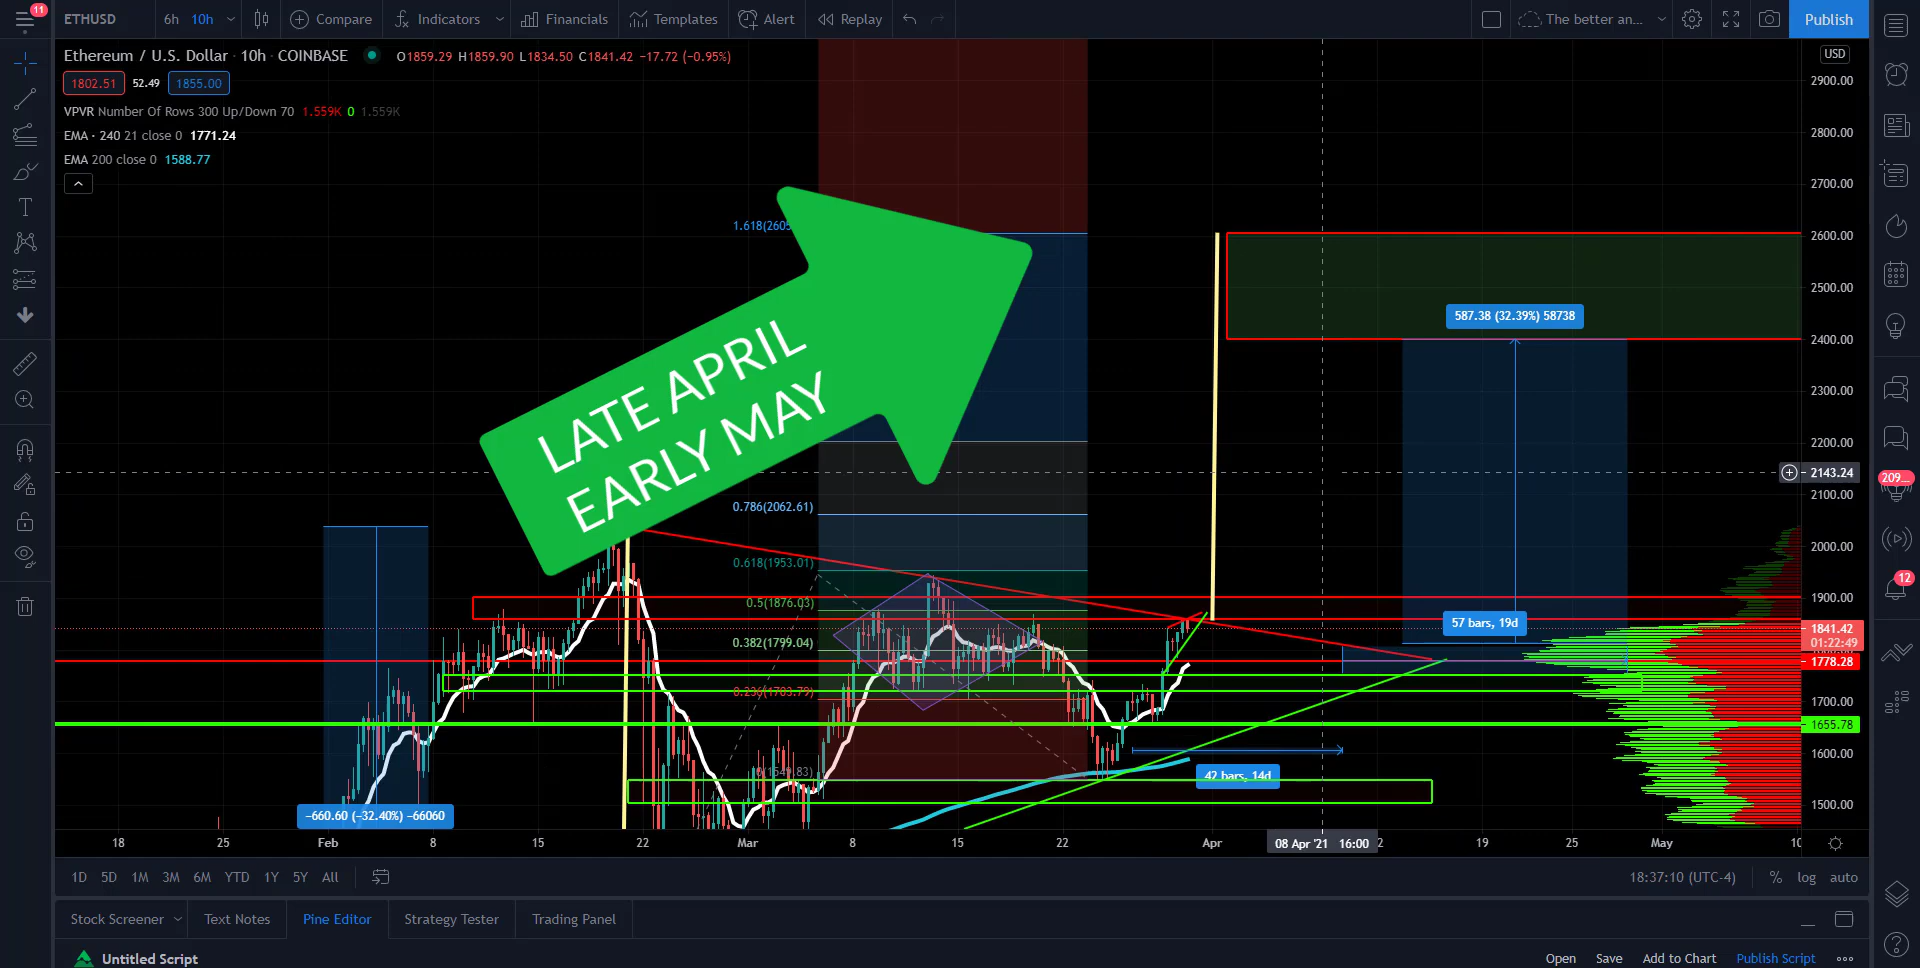 11
ETHUSD
6h 10h
Compare
Indicators
Financials
Templates
Alert
Replay
The better an...
Publish
Ethereum / U.S. Dollar · 10h · COINBASE
O1859.29 H1859.90 L1834.50 C1841.42 −17.72 (−0.95%)
1802.51 52.49 1855.00
VPVR Number Of Rows 300 Up/Down 70 1.559K 0 1.559K
EMA · 240 21 close 0 1771.24
EMA 200 close 0 1588.77
USD
2900.00
2800.00
2700.00
2600.00
2500.00
2400.00
2300.00
2200.00
2143.24
2100.00
2000.00
1900.00
1841.42
01:22:49
1778.28
1700.00
1655.78
1600.00
1500.00
LATE APRIL
EARLY MAY
0.786(2062.61)
0.618(1953.01)
0.5(1876.03)
0.382(1799.04)
0.236(1703.79)
587.38 (32.39%) 58738
57 bars, 19d
42 bars, 14d
−660.60 (−32.40%) −66060
18 25 Feb 8 15 22 Mar 8 15 22 Apr 08 Apr '21 16:00 19 25 May
209...
12
1D 5D 1M 3M 6M YTD 1Y 5Y All
18:37:10 (UTC-4) % log auto
Stock Screener Text Notes Pine Editor Strategy Tester Trading Panel
Untitled Script
Open Save Add to Chart Publish Script